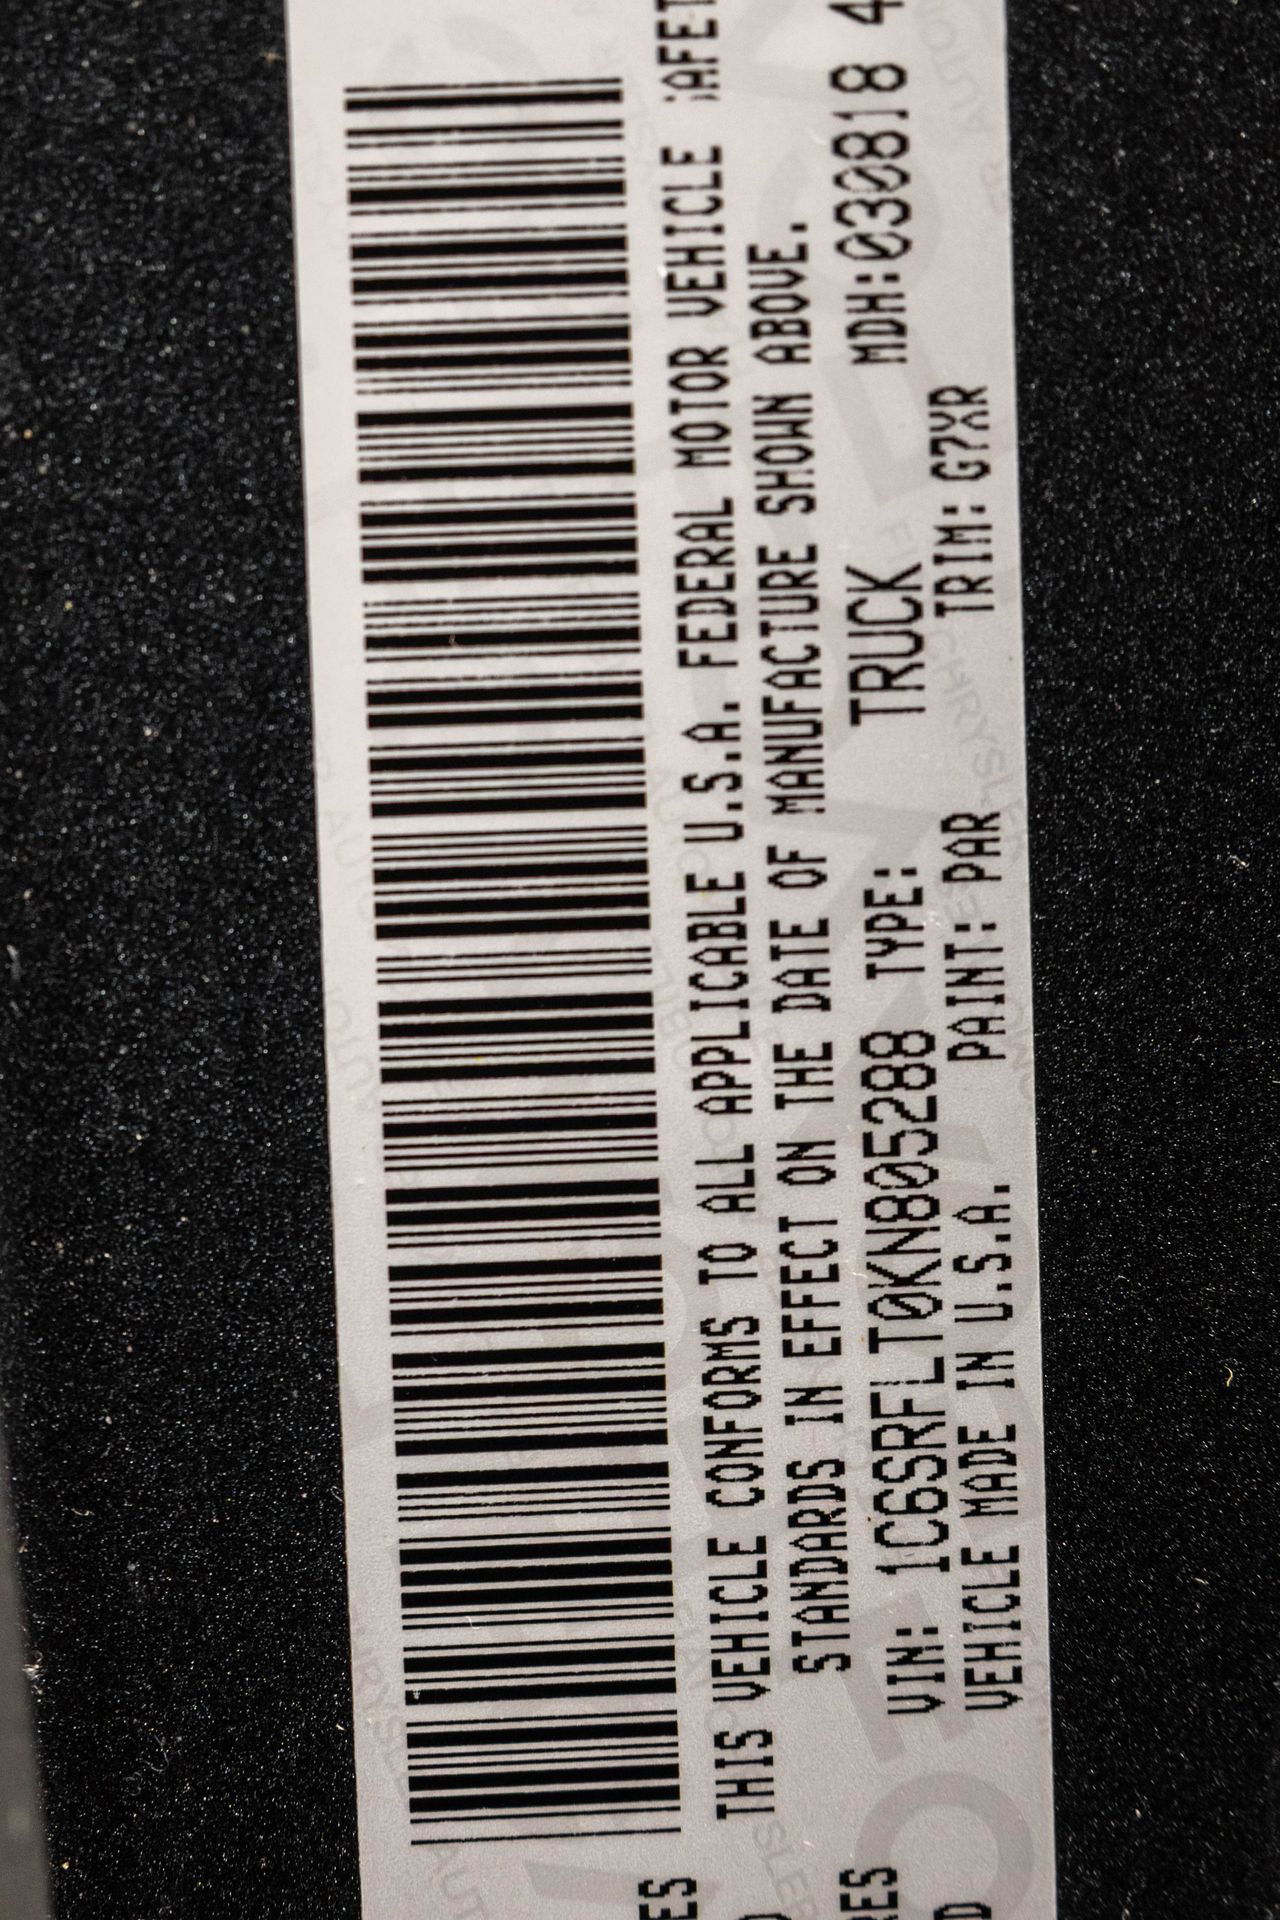 THIS VEHICLE CONFORMS TO ALL APPLICABLE U.S.A. FEDERAL MOTOR VEHICLE SAFET
STANDARDS IN EFFECT ON THE DATE OF MANUFACTURE SHOWN ABOVE.
VIN: 1C6SRFLT0KN805288 TYPE: TRUCK MDH:030818 4
VEHICLE MADE IN U.S.A. PAINT: PAR TRIM: G7XR